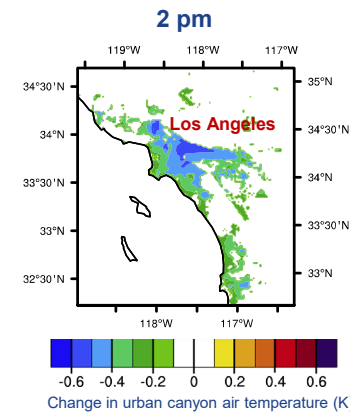 2 pm
119°W 118°W 117°W
34°30'N
35°N
Los Angeles
34°N
34°30'N
33°30'N
34°N
33°N
33°30'N
32°30'N
33°N
118°W 117°W
-0.6 -0.4 -0.2 0 0.2 0.4 0.6
Change in urban canyon air temperature (K